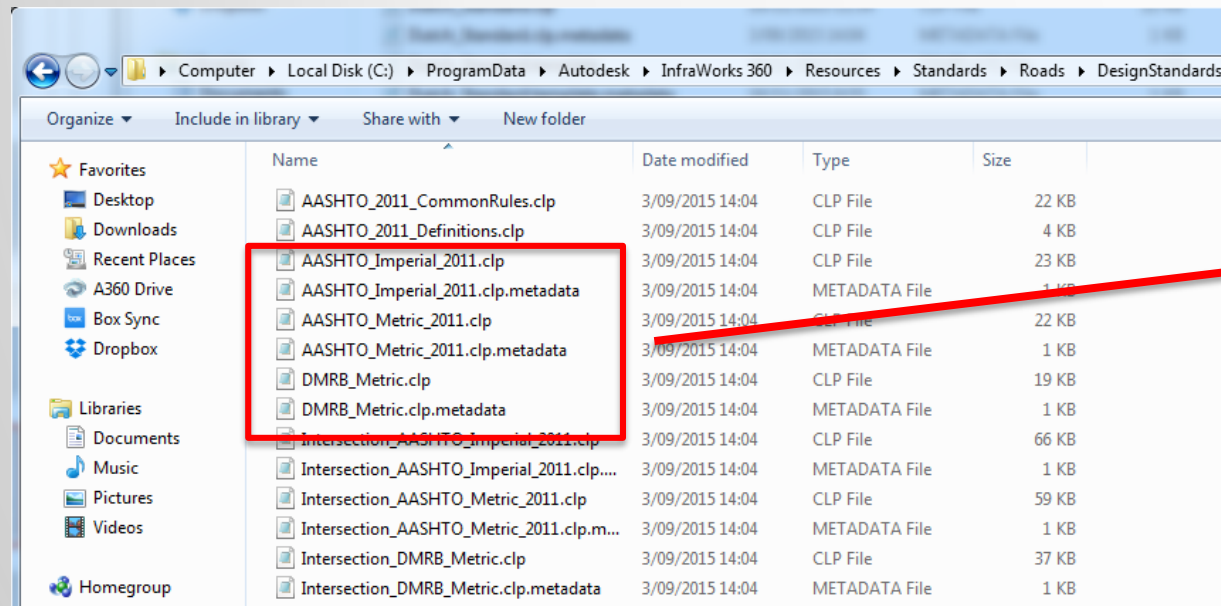 Computer Local Disk (C:) ProgramData Autodesk InfraWorks 360 Resources Standards Roads DesignStandards
Organize Include in library Share with New folder
Favorites
Desktop
Downloads
Recent Places
A360 Drive
Box Sync
Dropbox
Libraries
Documents
Music
Pictures
Videos
Homegroup
Name Date modified Type Size
AASHTO_2011_CommonRules.clp 3/09/2015 14:04 CLP File 22 KB
AASHTO_2011_Definitions.clp 3/09/2015 14:04 CLP File 4 KB
AASHTO_Imperial_2011.clp 3/09/2015 14:04 CLP File 23 KB
AASHTO_Imperial_2011.clp.metadata 3/09/2015 14:04 METADATA File 1 KB
AASHTO_Metric_2011.clp 3/09/2015 14:04 CLP File 22 KB
AASHTO_Metric_2011.clp.metadata 3/09/2015 14:04 METADATA File 1 KB
DMRB_Metric.clp 3/09/2015 14:04 CLP File 19 KB
DMRB_Metric.clp.metadata 3/09/2015 14:04 METADATA File 1 KB
Intersection_AASHTO_Imperial_2011.clp 3/09/2015 14:04 CLP File 66 KB
Intersection_AASHTO_Imperial_2011.clp.... 3/09/2015 14:04 METADATA File 1 KB
Intersection_AASHTO_Metric_2011.clp 3/09/2015 14:04 CLP File 59 KB
Intersection_AASHTO_Metric_2011.clp.m... 3/09/2015 14:04 METADATA File 1 KB
Intersection_DMRB_Metric.clp 3/09/2015 14:04 CLP File 37 KB
Intersection_DMRB_Metric.clp.metadata 3/09/2015 14:04 METADATA File 1 KB